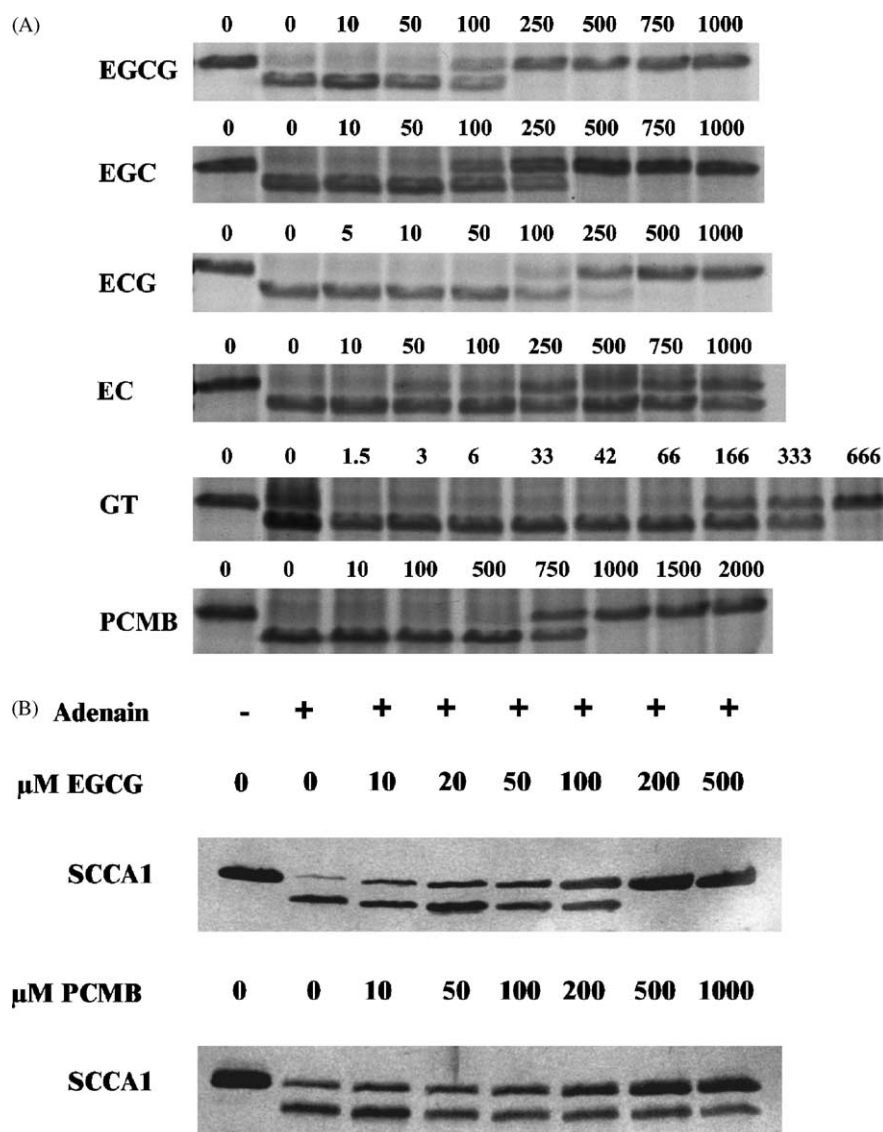 (A)
0 0 10 50 100 250 500 750 1000
EGCG
0 0 10 50 100 250 500 750 1000
EGC
0 0 5 10 50 100 250 500 1000
ECG
0 0 10 50 100 250 500 750 1000
EC
0 0 1.5 3 6 33 42 66 166 333 666
GT
0 0 10 100 500 750 1000 1500 2000
PCMB
(B) Adenain - + + + + + + +
μM EGCG 0 0 10 20 50 100 200 500
SCCA1
μM PCMB 0 0 10 50 100 200 500 1000
SCCA1